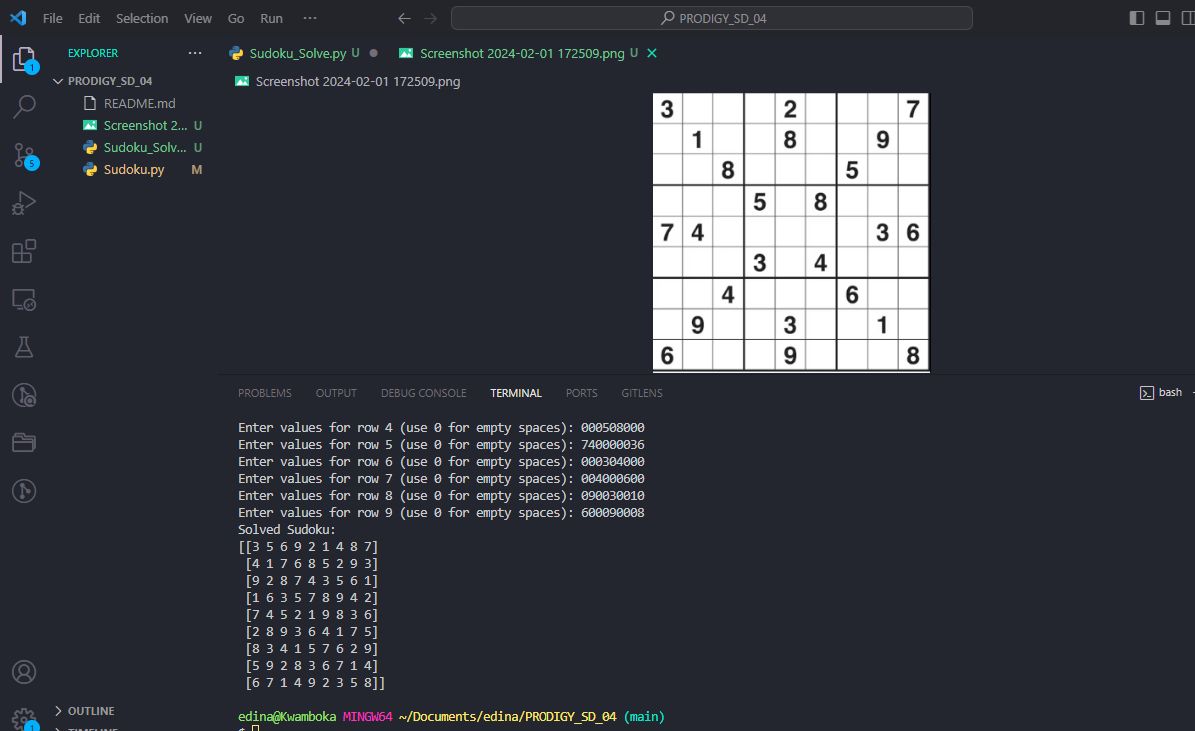 File Edit Selection View Go Run ··· PRODIGY_SD_04
EXPLORER ···
PRODIGY_SD_04
README.md
Screenshot 2... U
Sudoku_Solv... U
Sudoku.py M
1
5
OUTLINE
TIMELINE
1
Sudoku_Solve.py U Screenshot 2024-02-01 172509.png U
Screenshot 2024-02-01 172509.png
3 2 7
1 8 9
8 5
5 8
7 4 3 6
3 4
4 6
9 3 1
6 9 8
PROBLEMS OUTPUT DEBUG CONSOLE TERMINAL PORTS GITLENS bash
Enter values for row 4 (use 0 for empty spaces): 000508000
Enter values for row 5 (use 0 for empty spaces): 740000036
Enter values for row 6 (use 0 for empty spaces): 000304000
Enter values for row 7 (use 0 for empty spaces): 004000600
Enter values for row 8 (use 0 for empty spaces): 090030010
Enter values for row 9 (use 0 for empty spaces): 600090008
Solved Sudoku:
[[3 5 6 9 2 1 4 8 7]
[4 1 7 6 8 5 2 9 3]
[9 2 8 7 4 3 5 6 1]
[1 6 3 5 7 8 9 4 2]
[7 4 5 2 1 9 8 3 6]
[2 8 9 3 6 4 1 7 5]
[8 3 4 1 5 7 6 2 9]
[5 9 2 8 3 6 7 1 4]
[6 7 1 4 9 2 3 5 8]]
edina@Kwamboka MINGW64 ~/Documents/edina/PRODIGY_SD_04 (main)
$